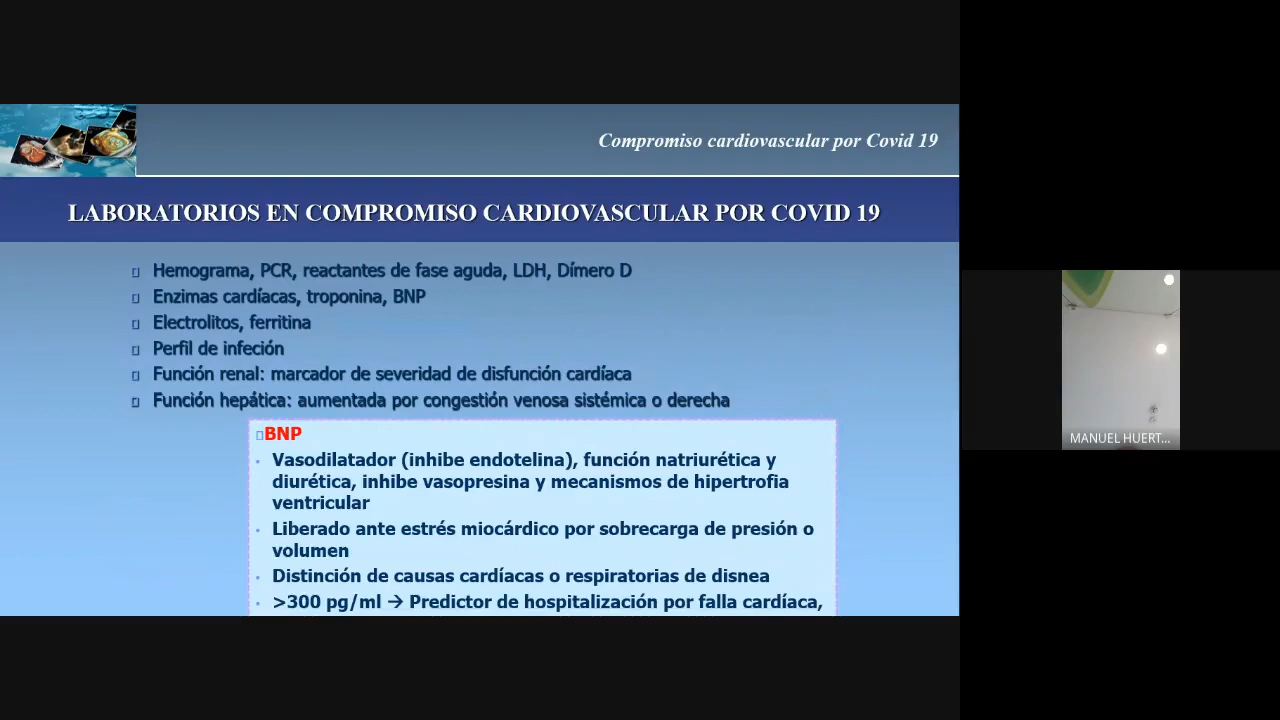 Compromiso cardiovascular por Covid 19
LABORATORIOS EN COMPROMISO CARDIOVASCULAR POR COVID 19
Hemograma, PCR, reactantes de fase aguda, LDH, Dímero D
Enzimas cardíacas, troponina, BNP
Electrolitos, ferritina
Perfil de infeción
Función renal: marcador de severidad de disfunción cardíaca
Función hepática: aumentada por congestión venosa sistémica o derecha
BNP
Vasodilatador (inhibe endotelina), función natriurética y
diurética, inhibe vasopresina y mecanismos de hipertrofia
ventricular
Liberado ante estrés miocárdico por sobrecarga de presión o
volumen
Distinción de causas cardíacas o respiratorias de disnea
>300 pg/ml → Predictor de hospitalización por falla cardíaca,
MANUEL HUERT...